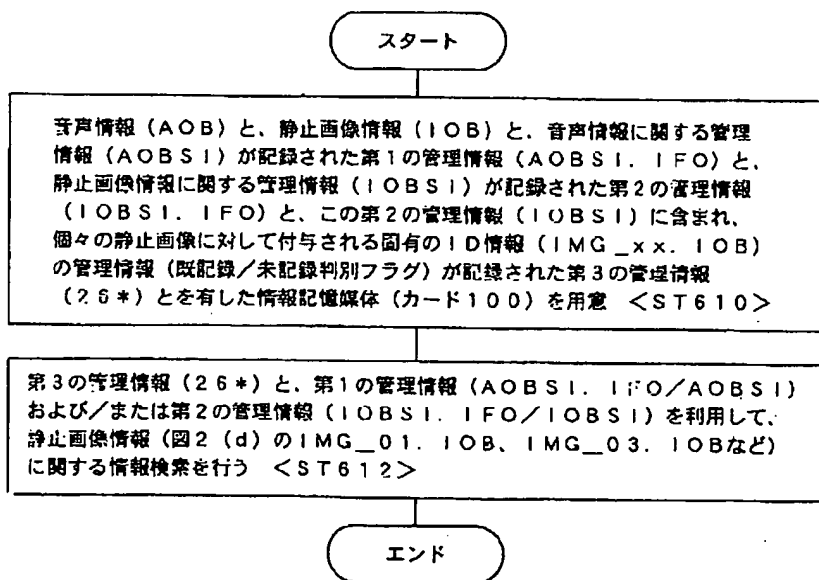 スタート
音声情報（AOB）と、静止画像情報（IOB）と、音声情報に関する管理
情報（AOBSI）が記録された第1の管理情報（AOBSI．IFO）と、
静止画像情報に関する管理情報（IOBSI）が記録された第2の管理情報
（IOBSI．IFO）と、この第2の管理情報（IOBSI）に含まれ、
個々の静止画像に対して付与される固有のID情報（IMG_xx．IOB）
の管理情報（既記録／未記録判別フラグ）が記録された第3の管理情報
（26*）とを有した情報記憶媒体（カード100）を用意 ＜ST610＞
第3の管理情報（26*）と、第1の管理情報（AOBSI．IFO／AOBSI）
および／または第2の管理情報（IOBSI．IFO／IOBSI）を利用して、
静止画像情報（図2（d）のIMG_01．IOB、IMG_03．IOBなど）
に関する情報検索を行う ＜ST612＞
エンド